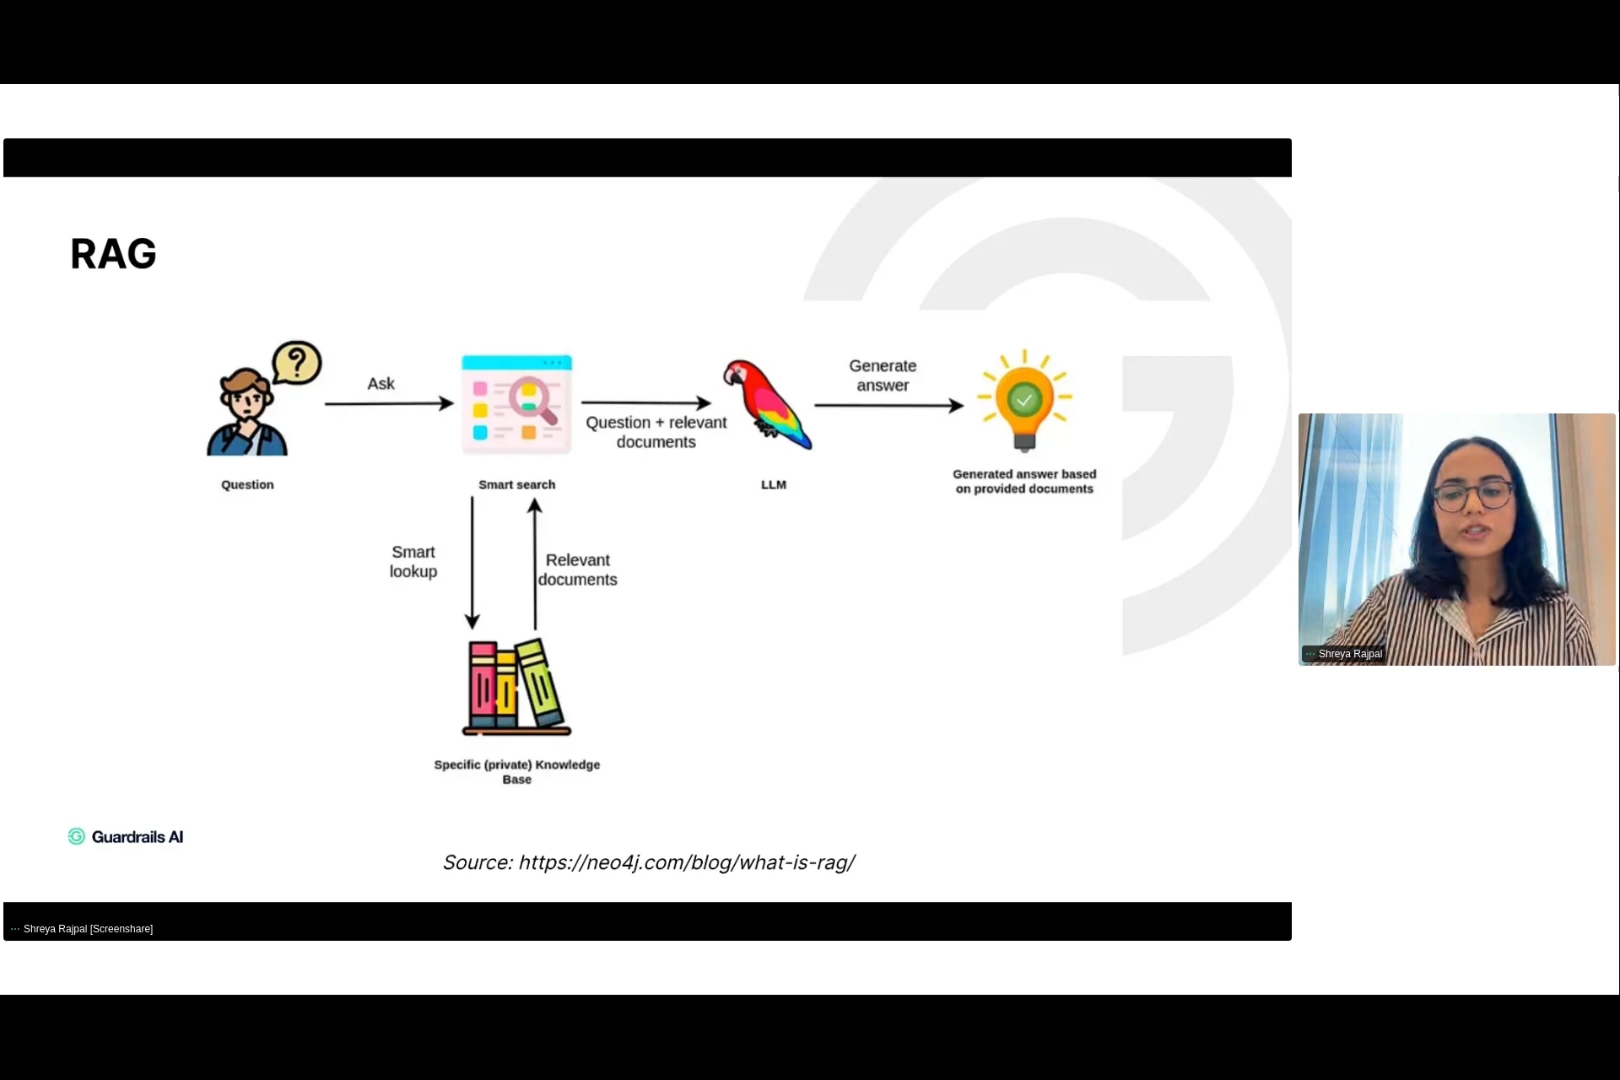 RAG
?
Ask
Generate
answer
Question + relevant
documents
Question
Smart search
LLM
Generated answer based
on provided documents
Smart
lookup
Relevant
documents
Specific (private) Knowledge
Base
Guardrails AI
Source: https://neo4j.com/blog/what-is-rag/
··· Shreya Rajpal [Screenshare]
··· Shreya Rajpal